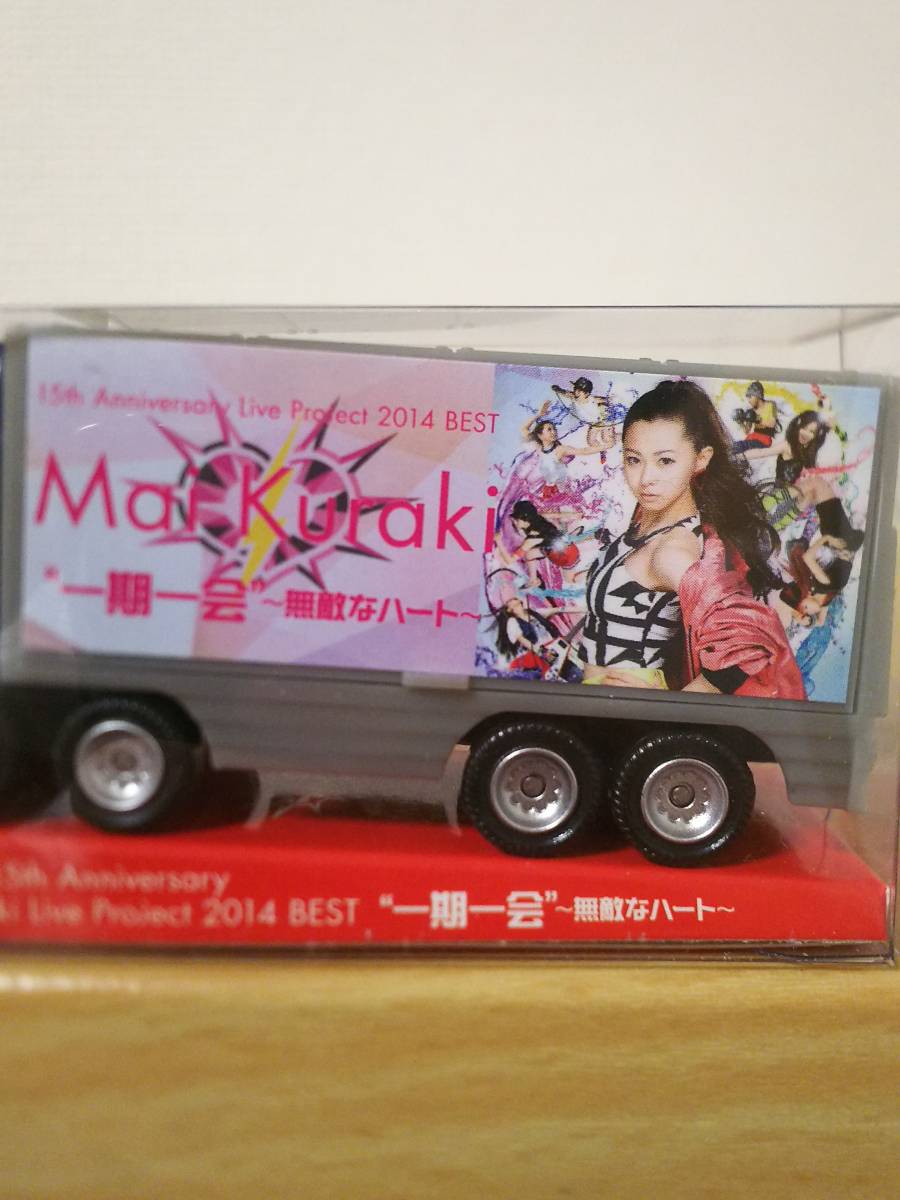 15th Anniversary Live Project 2014 BEST
Mai Kuraki
“一期一会”~無敵なハート~
5th Anniversary
ki Live Project 2014 BEST “一期一会”~無敵なハート~